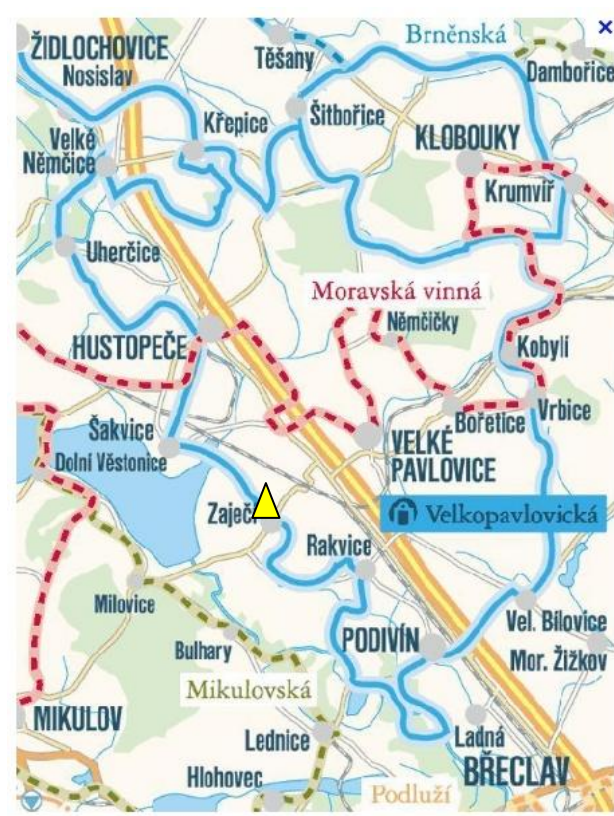 ×
Brněnská
ŽIDLOCHOVICE
Nosislav
Těšany
Dambořice
Šitbořice
Křepice
KLOBOUKY
Velké
Němčice
Krumvíř
Uherčice
Moravská vinná
Němčičky
HUSTOPEČE
Kobylí
Šakvice
Dolní Věstonice
Bořetice
Vrbice
VELKÉ
PAVLOVICE
Zaječí
Velkopavlovická
Rakvice
Milovice
Vel. Bílovice
Bulhary
PODIVÍN
Mor. Žižkov
Mikulovská
MIKULOV
Lednice
Ladná
BŘECLAV
Hlohovec
Podluží